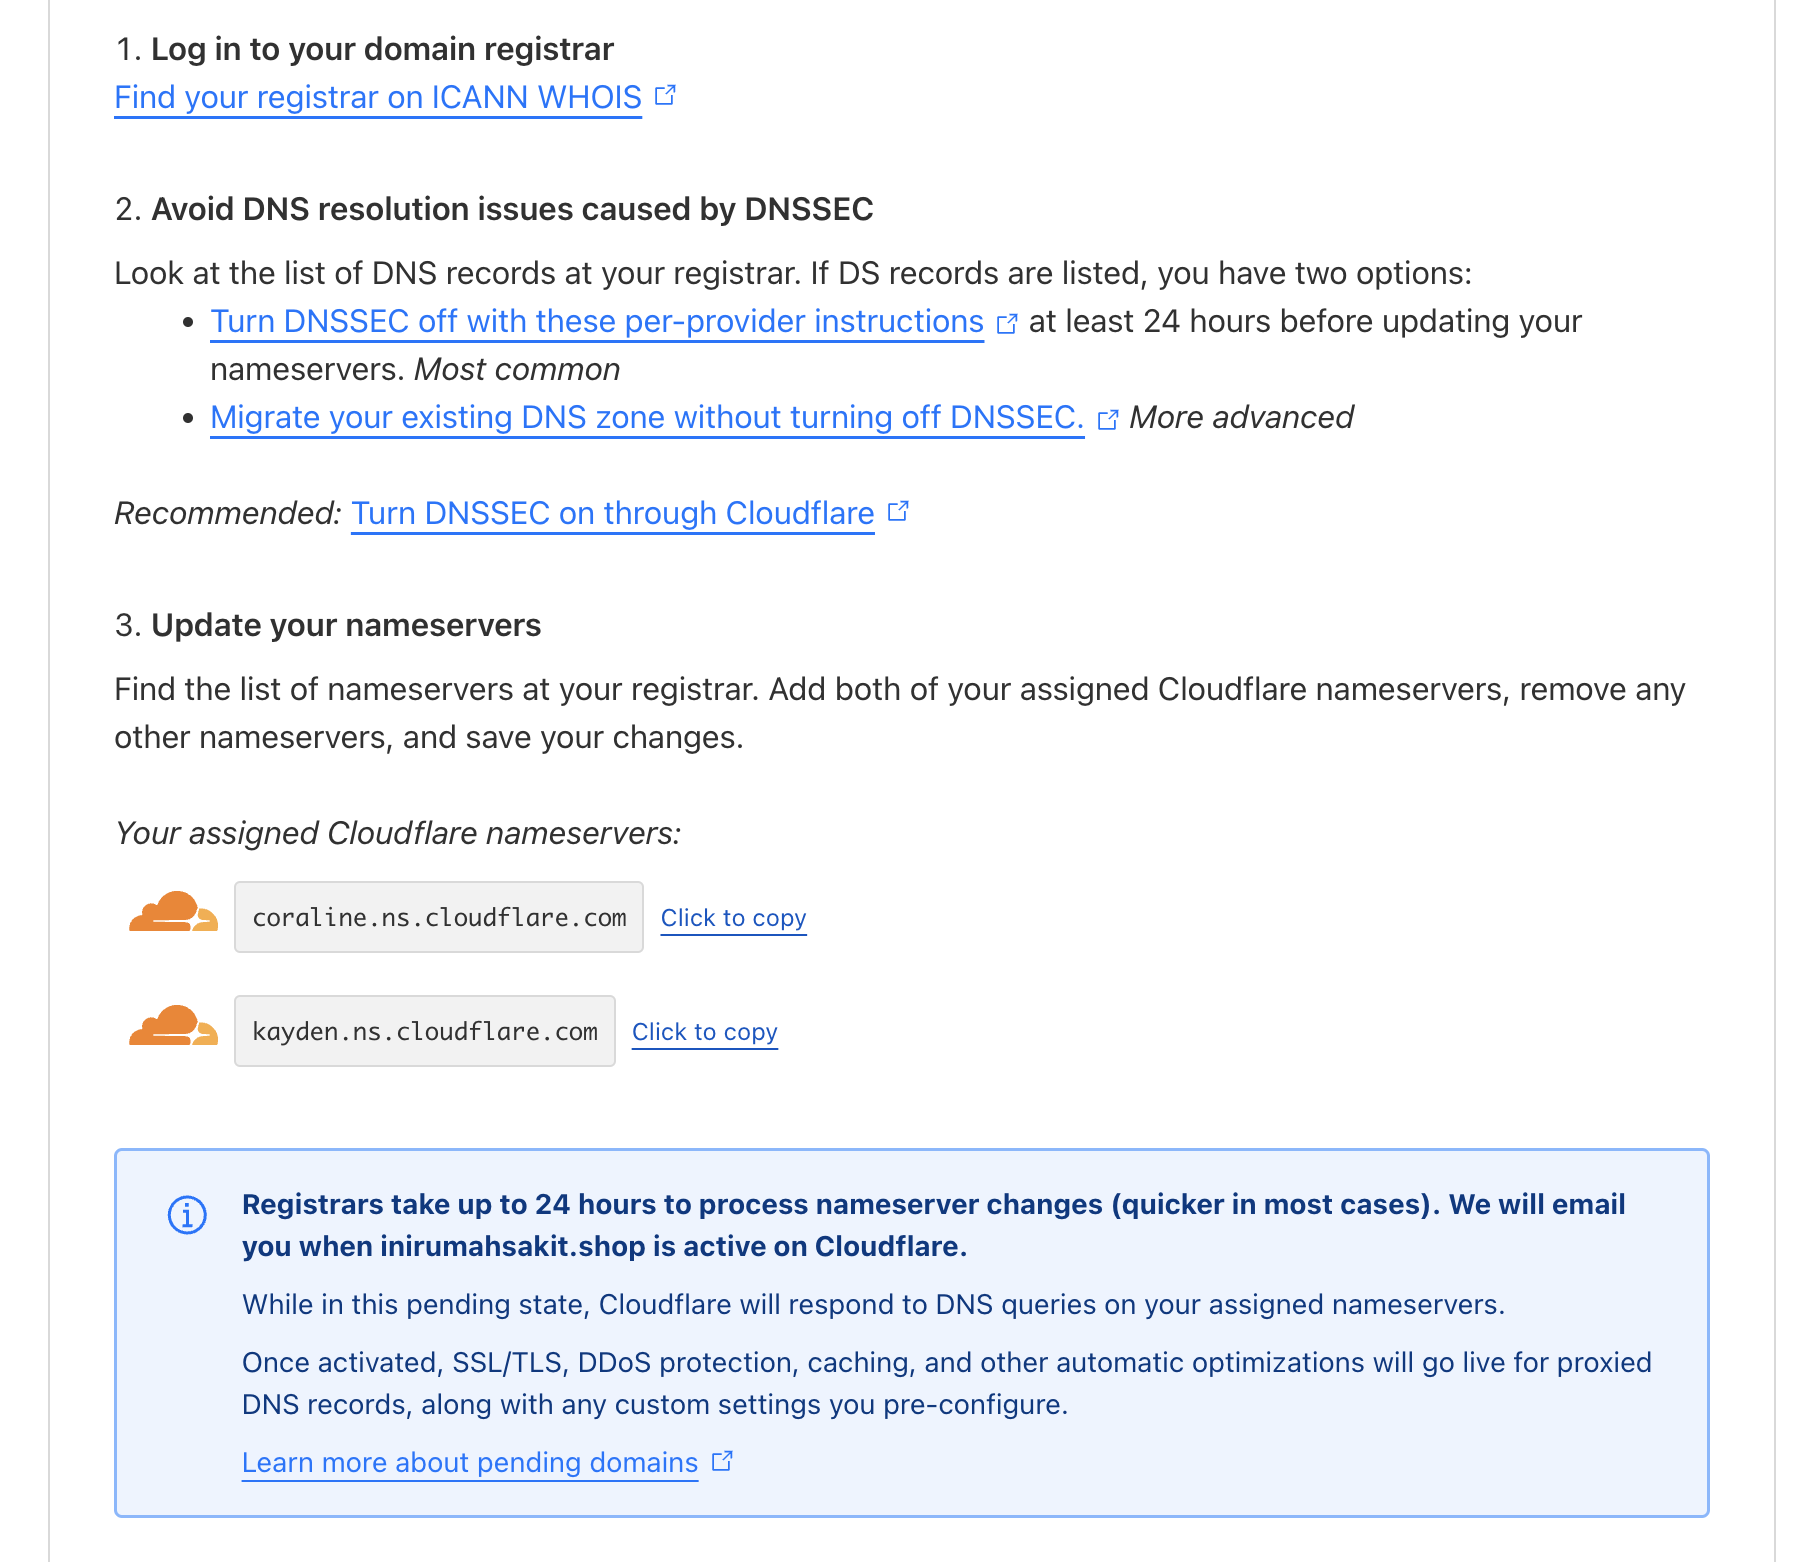 1. Log in to your domain registrar
Find your registrar on ICANN WHOIS
2. Avoid DNS resolution issues caused by DNSSEC
Look at the list of DNS records at your registrar. If DS records are listed, you have two options:
• Turn DNSSEC off with these per-provider instructions at least 24 hours before updating your
nameservers. Most common
• Migrate your existing DNS zone without turning off DNSSEC. More advanced
Recommended: Turn DNSSEC on through Cloudflare
3. Update your nameservers
Find the list of nameservers at your registrar. Add both of your assigned Cloudflare nameservers, remove any
other nameservers, and save your changes.
Your assigned Cloudflare nameservers:
coraline.ns.cloudflare.com Click to copy
kayden.ns.cloudflare.com Click to copy
Registrars take up to 24 hours to process nameserver changes (quicker in most cases). We will email
you when inirumahsakit.shop is active on Cloudflare.
While in this pending state, Cloudflare will respond to DNS queries on your assigned nameservers.
Once activated, SSL/TLS, DDoS protection, caching, and other automatic optimizations will go live for proxied
DNS records, along with any custom settings you pre-configure.
Learn more about pending domains